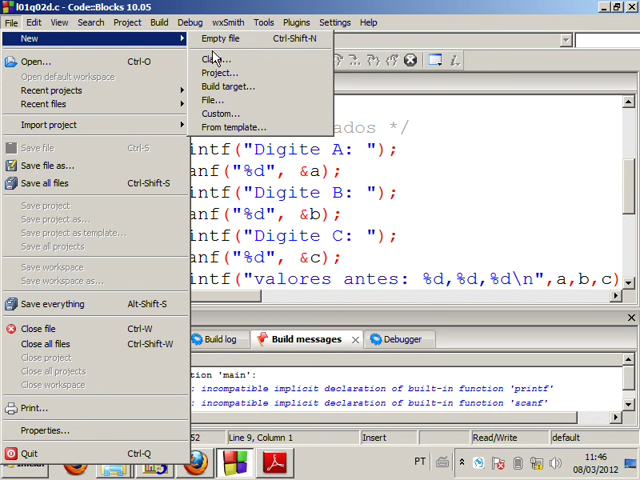 l01q02d.c - Code::Blocks 10.05
File Edit View Search Project Build Debug wxSmith Tools Plugins Settings Help
New
Open... Ctrl-O
Open default workspace
Recent projects
Recent files
Import project
Save file Ctrl-S
Save file as...
Save all files Ctrl-Shift-S
Save project
Save project as...
Save project as template...
Save all projects
Save workspace
Save workspace as...
Save everything Alt-Shift-S
Close file Ctrl-W
Close all files Ctrl-Shift-W
Close project
Close all projects
Close workspace
Print...
Properties...
Quit Ctrl-Q
Empty file Ctrl-Shift-N
Project...
Build target...
File...
Custom...
From template...
ados */
intf("Digite A: ");
anf("%d", &a);
intf("Digite B: ");
anf("%d", &b);
intf("Digite C: ");
anf("%d", &c);
intf("valores antes: %d,%d,%d\n",a,b,c)
Build log Build messages Debugger
tion 'main':
: incompatible implicit declaration of built-in function 'printf'
: incompatible implicit declaration of built-in function 'scanf'
52 Line 9, Column 1 Insert Read/Write default
PT 11:46
08/03/2012